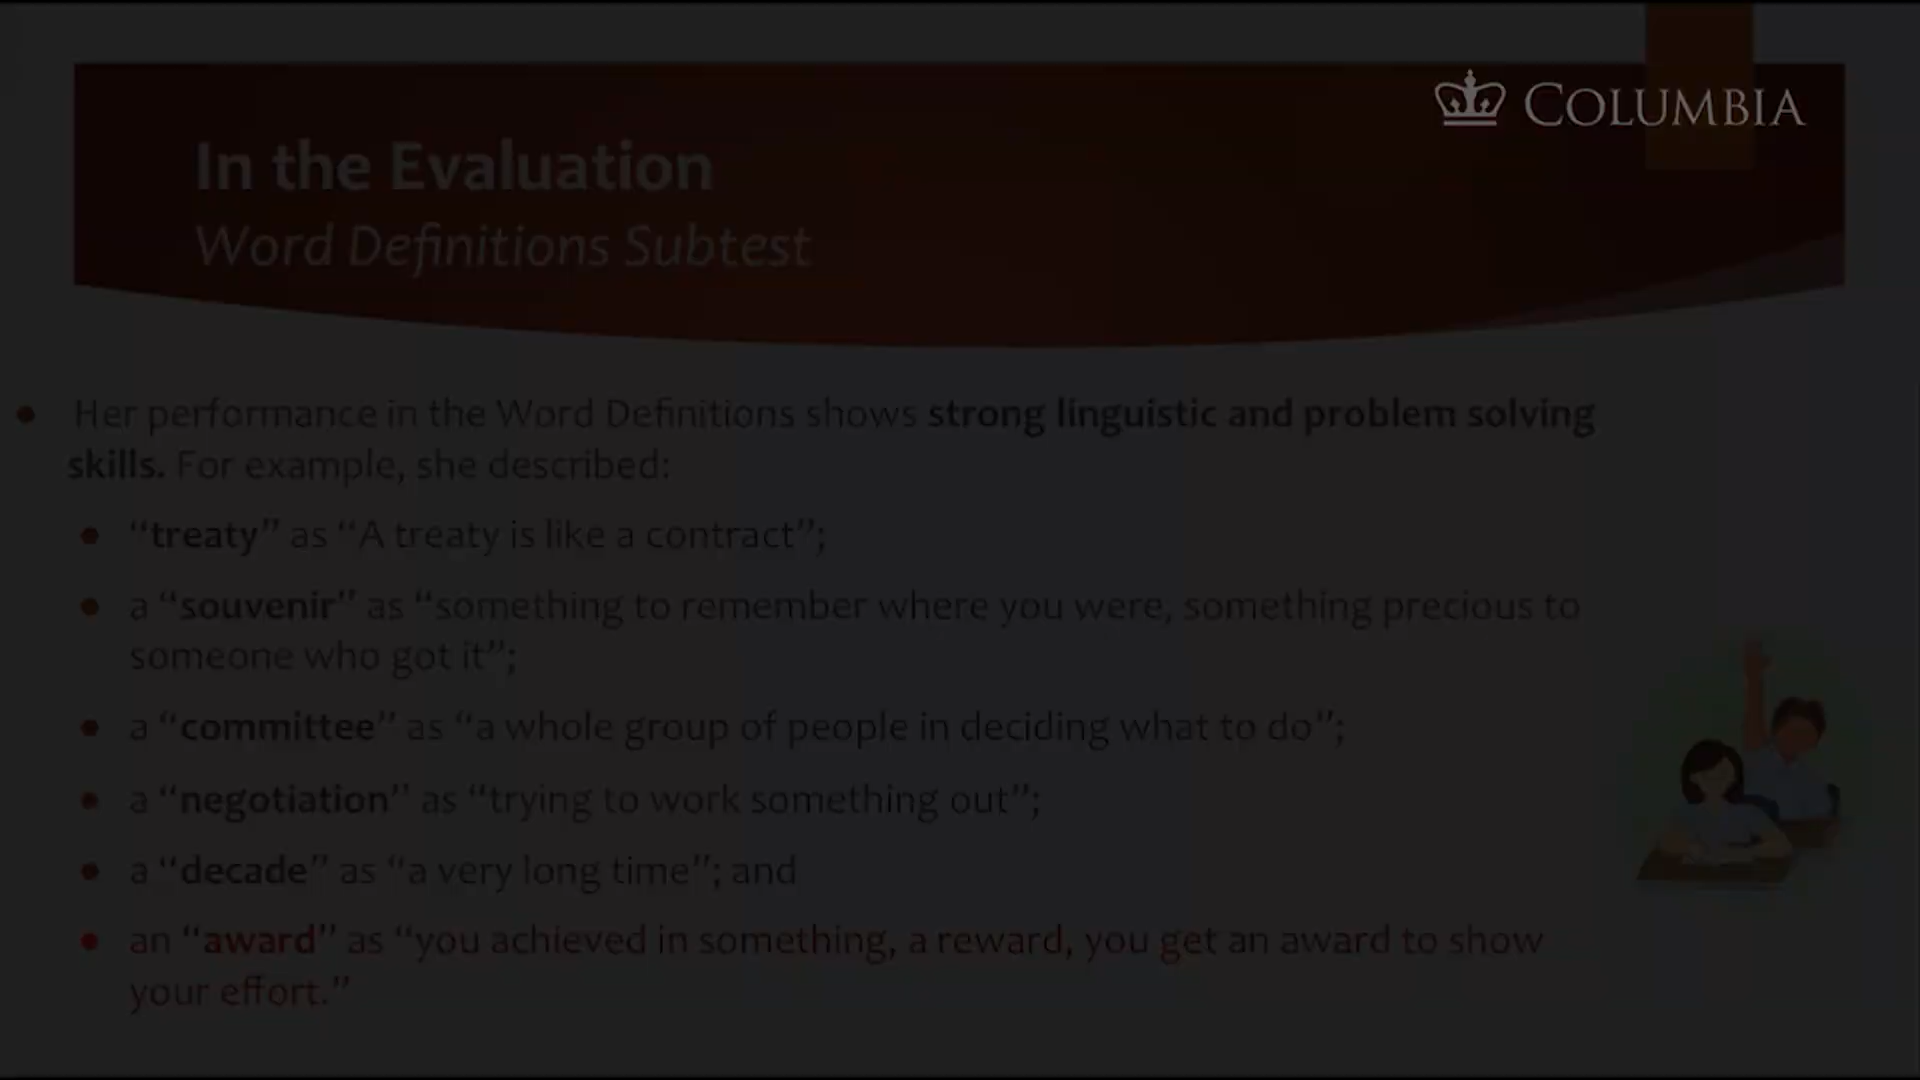 COLUMBIA
In the Evaluation
Word Definitions Subtest
• Her performance in the Word Definitions shows strong linguistic and problem solving
skills. For example, she described:
• “treaty” as “A treaty is like a contract”;
• a “souvenir” as “something to remember where you were, something precious to
someone who got it”;
• a “committee” as “a whole group of people in deciding what to do”;
• a “negotiation” as “trying to work something out”;
• a “decade” as “a very long time”; and
• an “award” as “you achieved in something, a reward, you get an award to show
your effort.”